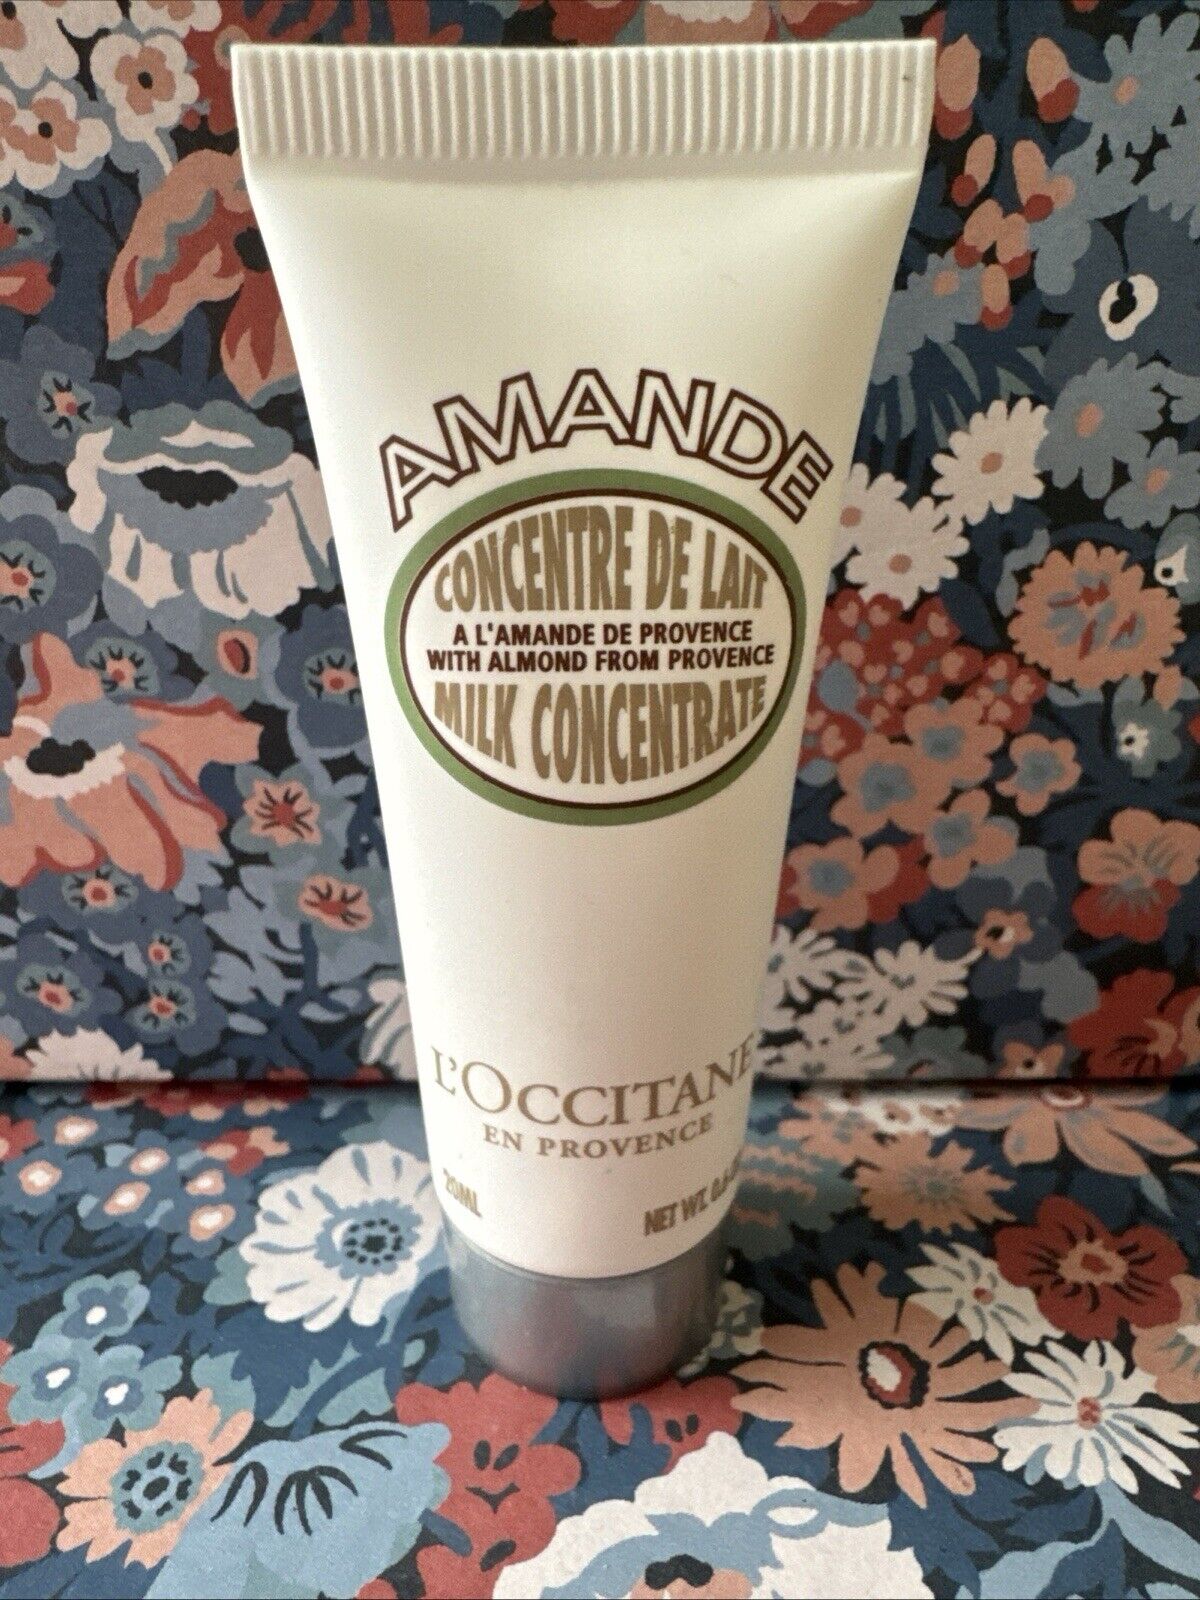 AMANDE
CONCENTRE DE LAIT
A L'AMANDE DE PROVENCE
WITH ALMOND FROM PROVENCE
MILK CONCENTRATE
L'OCCITANE
EN PROVENCE
20ML
NET WT.